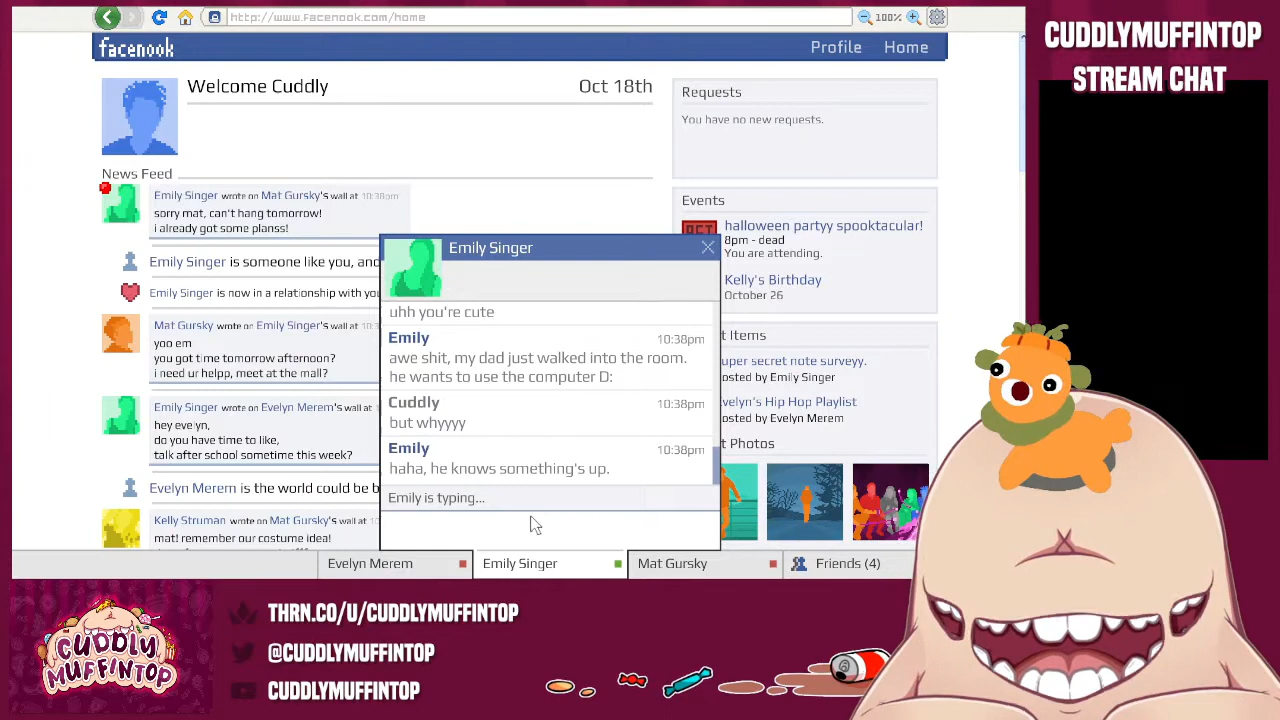 http://www.Facenook.com/home
100%
facenook
Profile Home
Welcome Cuddly
Oct 18th
News Feed
Emily Singer wrote on Mat Gursky's wall at 10:38pm
sorry mat, can't hang tomorrow!
i already got some planss!
Emily Singer is someone like you, and
Emily Singer is now in a relationship with you
Mat Gursky wrote on Emily Singer's wall at
yoo em
you got time tomorrow afternoon?
i need ur helpp, meet at the mall?
Emily Singer wrote on Evelyn Merem's wall at
hey evelyn,
do you have time to like,
talk after school sometime this week?
Evelyn Merem is the world could be b
Kelly Struman wrote on Mat Gursky's wall
mat! remember our costume idea!
Emily Singer
uhh you're cute
Emily 10:38pm
awe shit, my dad just walked into the room.
he wants to use the computer D:
Cuddly 10:38pm
but whyyyy
Emily 10:38pm
haha, he knows something's up.
Emily is typing...
Requests
You have no new requests.
Events
halloween partyy spooktacular!
8pm - dead
You are attending.
Kelly's Birthday
October 26
t Items
uper secret note surveyy.
osted by Emily Singer
velyn's Hip Hop Playlist
osted by Evelyn Merem
t Photos
Evelyn Merem
Emily Singer
Mat Gursky
Friends (4)
CUDDLYMUFFINTOP
STREAM CHAT
CUDDLY
MUFFIN
TOP
THRN.CO/U/CUDDLYMUFFINTOP
@CUDDLYMUFFINTOP
CUDDLYMUFFINTOP